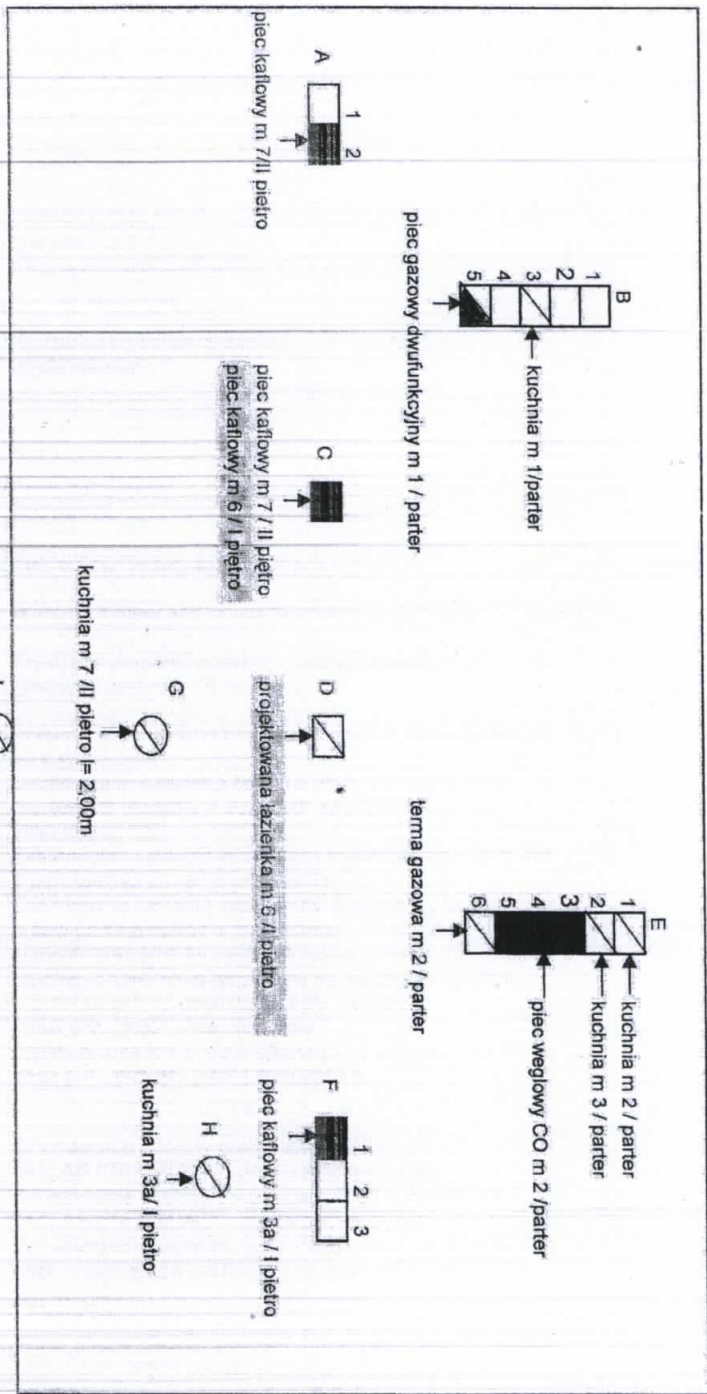 A
1 2
piec kaflowy m 7/II piętro
B
1
2
3
4
5
kuchnia m 1/parter
piec gazowy dwufunkcyjny m 1 / parter
C
piec kaflowy m 7 / II piętro
piec kaflowy m 6 / I piętro
D
projektowana łazienka m 6 /I piętro
E
1
2
3
4
5
6
kuchnia m 2 / parter
kuchnia m 3 / parter
piec węglowy CO m 2 /parter
terma gazowa m 2 / parter
F
1 2 3
piec kaflowy m 3a / I piętro
G
kuchnia m 7 /II piętro l= 2,00m
H
kuchnia m 3a/ I piętro